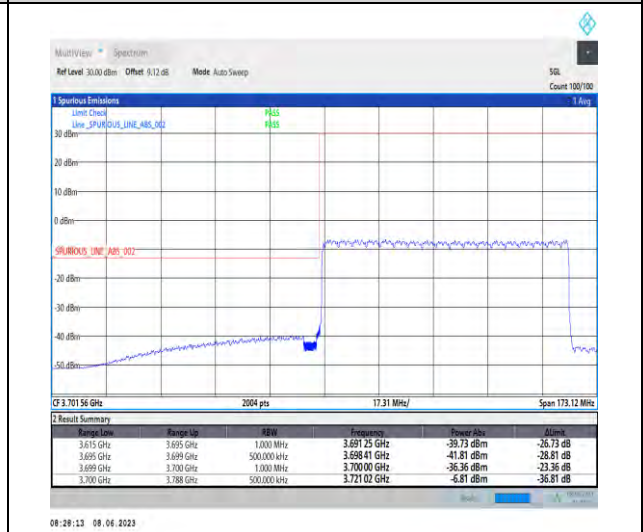 MultiView Spectrum
Ref Level 30.00 dBm Offset 9.12 dB Mode Auto Sweep SGL
Count 100/100
1 Spurious Emissions 1 Avg
Limit Check PASS
Line _SPURIOUS_LINE_ABS_002 PASS
30 dBm
20 dBm
10 dBm
0 dBm
SPURIOUS_LINE_ABS_002
-20 dBm
-30 dBm
-40 dBm
-50 dBm
CF 3.701 56 GHz 2004 pts 17.31 MHz/ Span 173.12 MHz
2 Result Summary
Range Low Range Up RBW Frequency Power Abs ΔLimit
3.615 GHz 3.695 GHz 1.000 MHz 3.691 25 GHz -39.73 dBm -26.73 dB
3.695 GHz 3.699 GHz 500.000 kHz 3.698 41 GHz -41.81 dBm -28.81 dB
3.699 GHz 3.700 GHz 1.000 MHz 3.700 00 GHz -36.36 dBm -23.36 dB
3.700 GHz 3.788 GHz 500.000 kHz 3.721 02 GHz -6.81 dBm -36.81 dB
08:28:13 08.06.2023